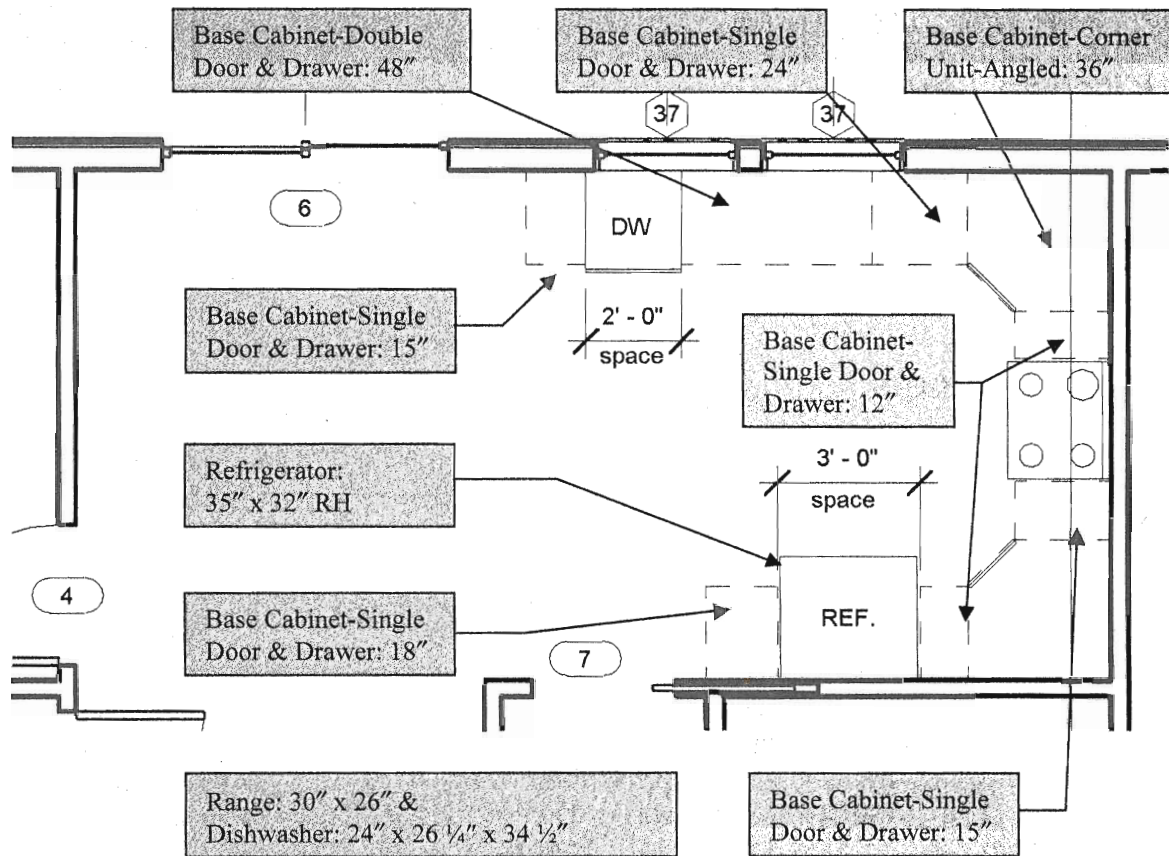 Base Cabinet-Double
Door & Drawer: 48″
Base Cabinet-Single
Door & Drawer: 24″
Base Cabinet-Corner
Unit-Angled: 36″
37
37
6
DW
Base Cabinet-Single
Door & Drawer: 15″
2' - 0"
space
Base Cabinet-
Single Door &
Drawer: 12″
Refrigerator:
35″ x 32″ RH
3' - 0"
space
4
Base Cabinet-Single
Door & Drawer: 18″
REF.
7
Range: 30″ x 26″ &
Dishwasher: 24″ x 26 ¼″ x 34 ½″
Base Cabinet-Single
Door & Drawer: 15″